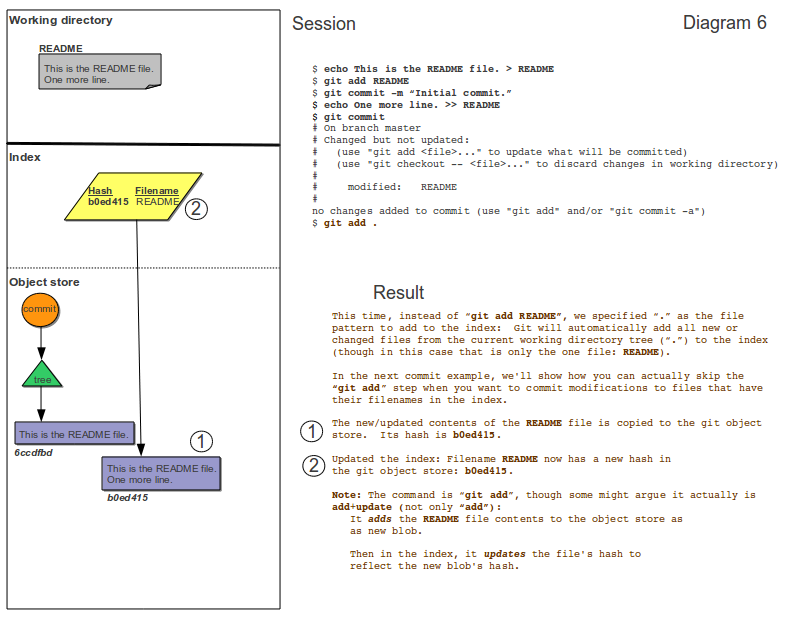 Working directory
README
This is the README file.
One more line.
Index
Hash Filename
b0ed415 README
2
Object store
commit
tree
This is the README file.
6ccdfbd
1
This is the README file.
One more line.
b0ed415
Session
Diagram 6
$ echo This is the README file. > README
$ git add README
$ git commit -m “Initial commit.”
$ echo One more line. >> README
$ git commit
# On branch master
# Changed but not updated:
#   (use "git add <file>..." to update what will be committed)
#   (use "git checkout -- <file>..." to discard changes in working directory)
#
#     modified:   README
#
no changes added to commit (use "git add" and/or "git commit -a")
$ git add .
Result
This time, instead of “git add README”, we specified “.” as the file
pattern to add to the index:  Git will automatically add all new or
changed files from the current working directory tree (“.”) to the index
(though in this case that is only the one file: README).
In the next commit example, we'll show how you can actually skip the
“git add” step when you want to commit modifications to files that have
their filenames in the index.
1
The new/updated contents of the README file is copied to the git object
store.  Its hash is b0ed415.
2
Updated the index: Filename README now has a new hash in
the git object store: b0ed415.
Note: The command is “git add”, though some might argue it actually is
add+update (not only “add”):
It adds the README file contents to the object store as
as new blob.
Then in the index, it updates the file's hash to
reflect the new blob's hash.